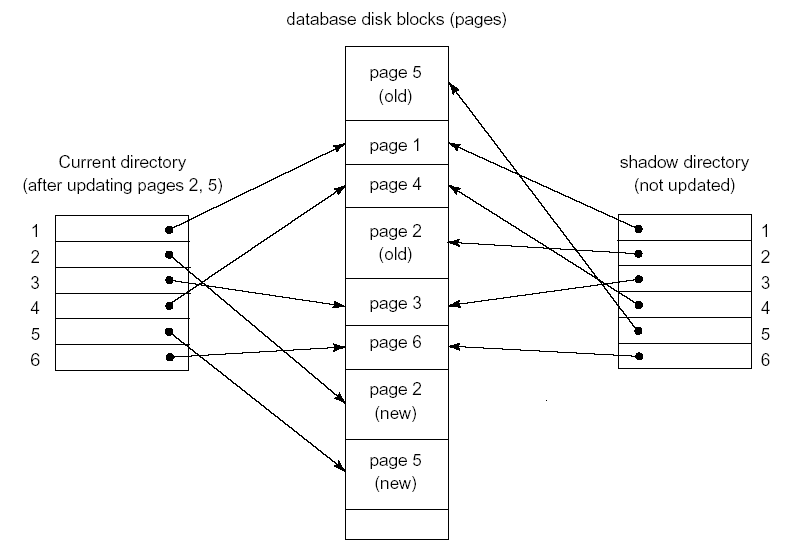 database disk blocks (pages)
Current directory
(after updating pages 2, 5)
1
2
3
4
5
6
page 5
(old)
page 1
page 4
page 2
(old)
page 3
page 6
page 2
(new)
page 5
(new)
shadow directory
(not updated)
1
2
3
4
5
6